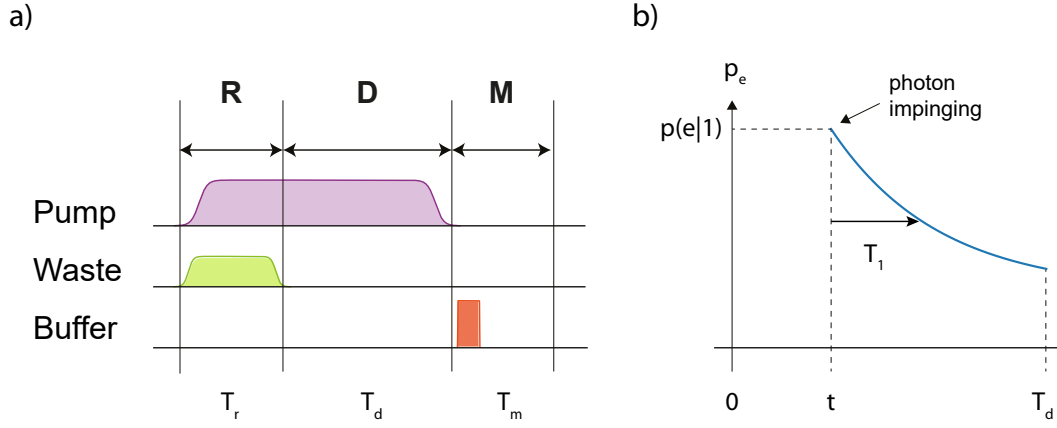 a)
R
D
M
Pump
Waste
Buffer
T_r
T_d
T_m
b)
p_e
photon
impinging
p(e|1)
T_1
0
t
T_d